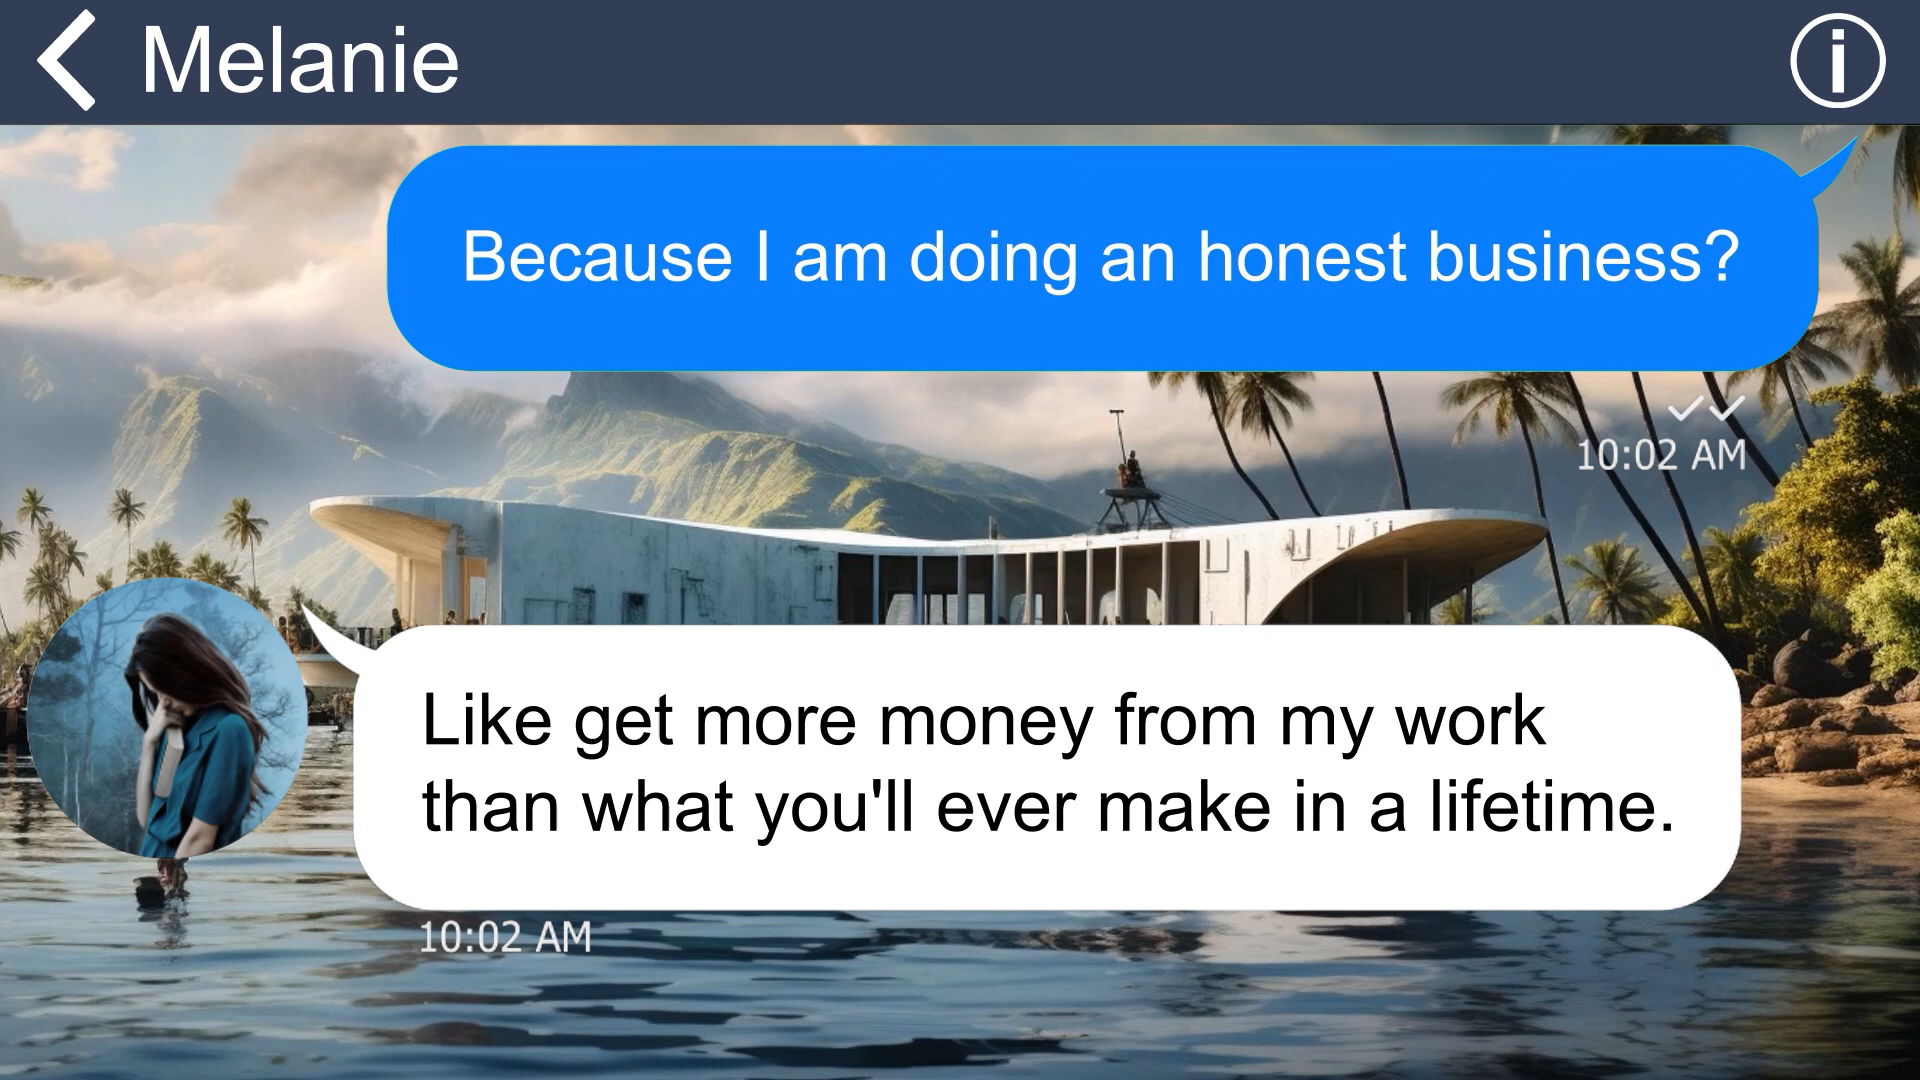 Melanie
Because I am doing an honest business?
10:02 AM
Like get more money from my work
than what you'll ever make in a lifetime.
10:02 AM